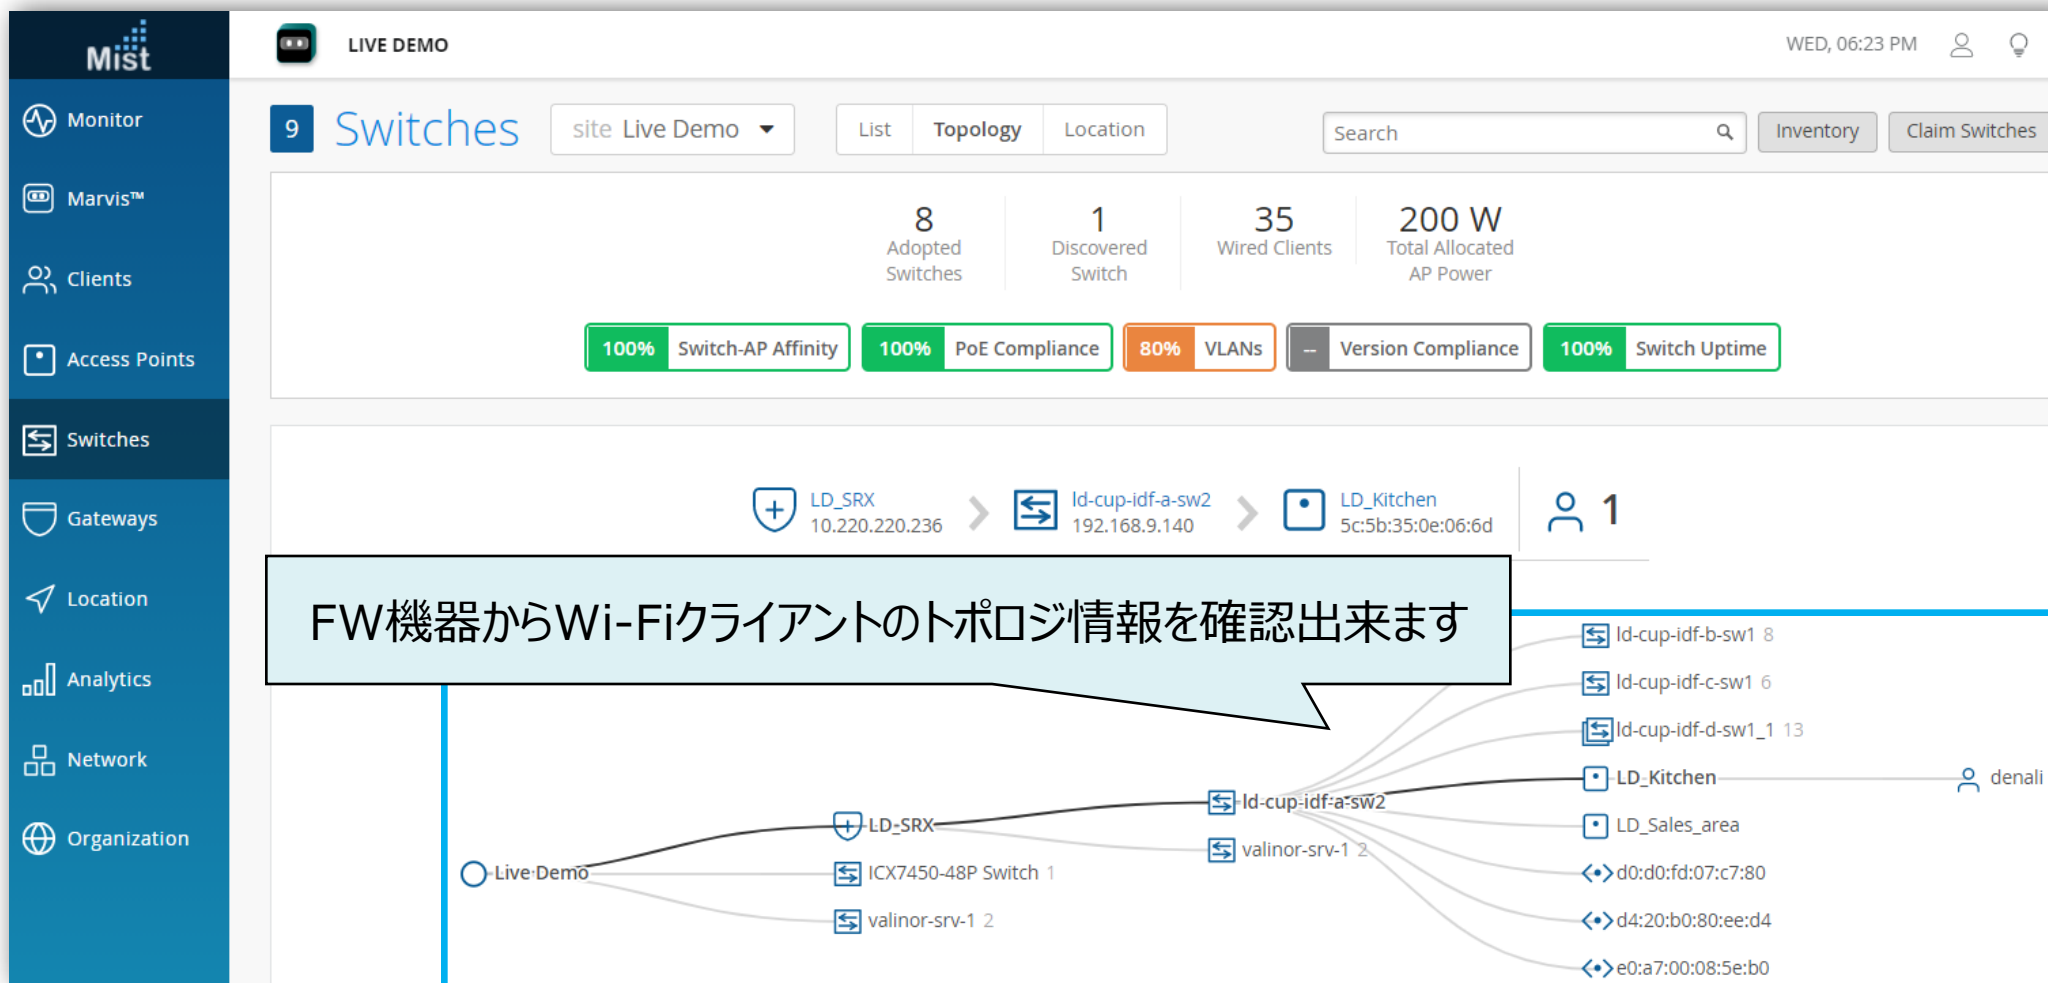 Mist
LIVE DEMO
WED, 06:23 PM
Monitor
Marvis™
Clients
Access Points
Switches
Gateways
Location
Analytics
Network
Organization
9 Switches
site Live Demo
List Topology Location
Search
Inventory
Claim Switches
8
Adopted
Switches
1
Discovered
Switch
35
Wired Clients
200 W
Total Allocated
AP Power
100% Switch-AP Affinity
100% PoE Compliance
80% VLANs
-- Version Compliance
100% Switch Uptime
LD_SRX
10.220.220.236
ld-cup-idf-a-sw2
192.168.9.140
LD_Kitchen
5c:5b:35:0e:06:6d
1
FW機器からWi-Fiクライアントのトポロジ情報を確認出来ます
ld-cup-idf-b-sw1 8
ld-cup-idf-c-sw1 6
ld-cup-idf-d-sw1_1 13
LD_Kitchen
denali
ld-cup-idf-a-sw2
LD_SRX
LD_Sales_area
valinor-srv-1 2
Live Demo
ICX7450-48P Switch 1
d0:d0:fd:07:c7:80
valinor-srv-1 2
d4:20:b0:80:ee:d4
e0:a7:00:08:5e:b0